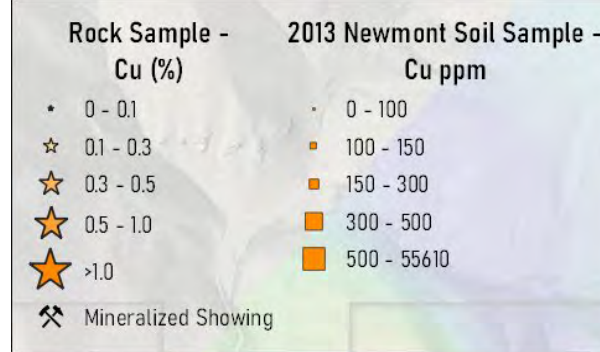 Rock Sample -
Cu (%)
0 - 0.1
0.1 - 0.3
0.3 - 0.5
0.5 - 1.0
>1.0
Mineralized Showing
2013 Newmont Soil Sample -
Cu ppm
0 - 100
100 - 150
150 - 300
300 - 500
500 - 55610